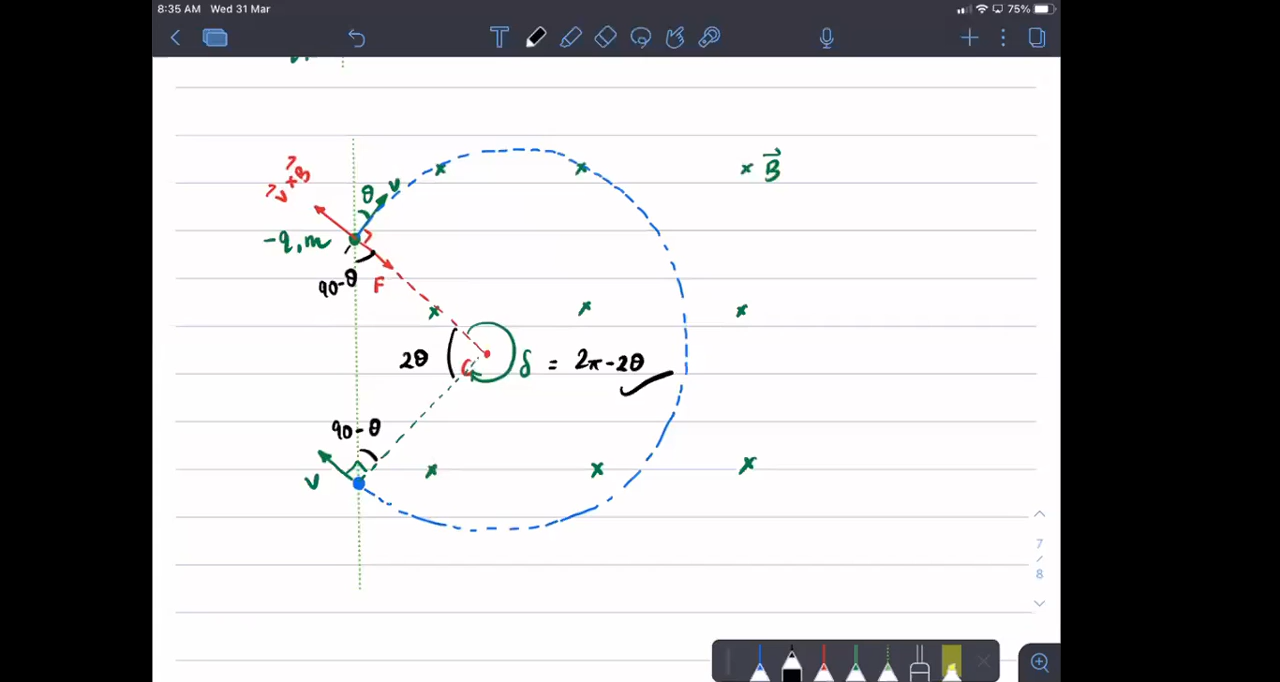 8:35 AM Wed 31 Mar
75%
T
× B
v × B
θ
v
-q, m
90-θ
F
2θ
C
δ = 2π-2θ
90-θ
v
7
/
8